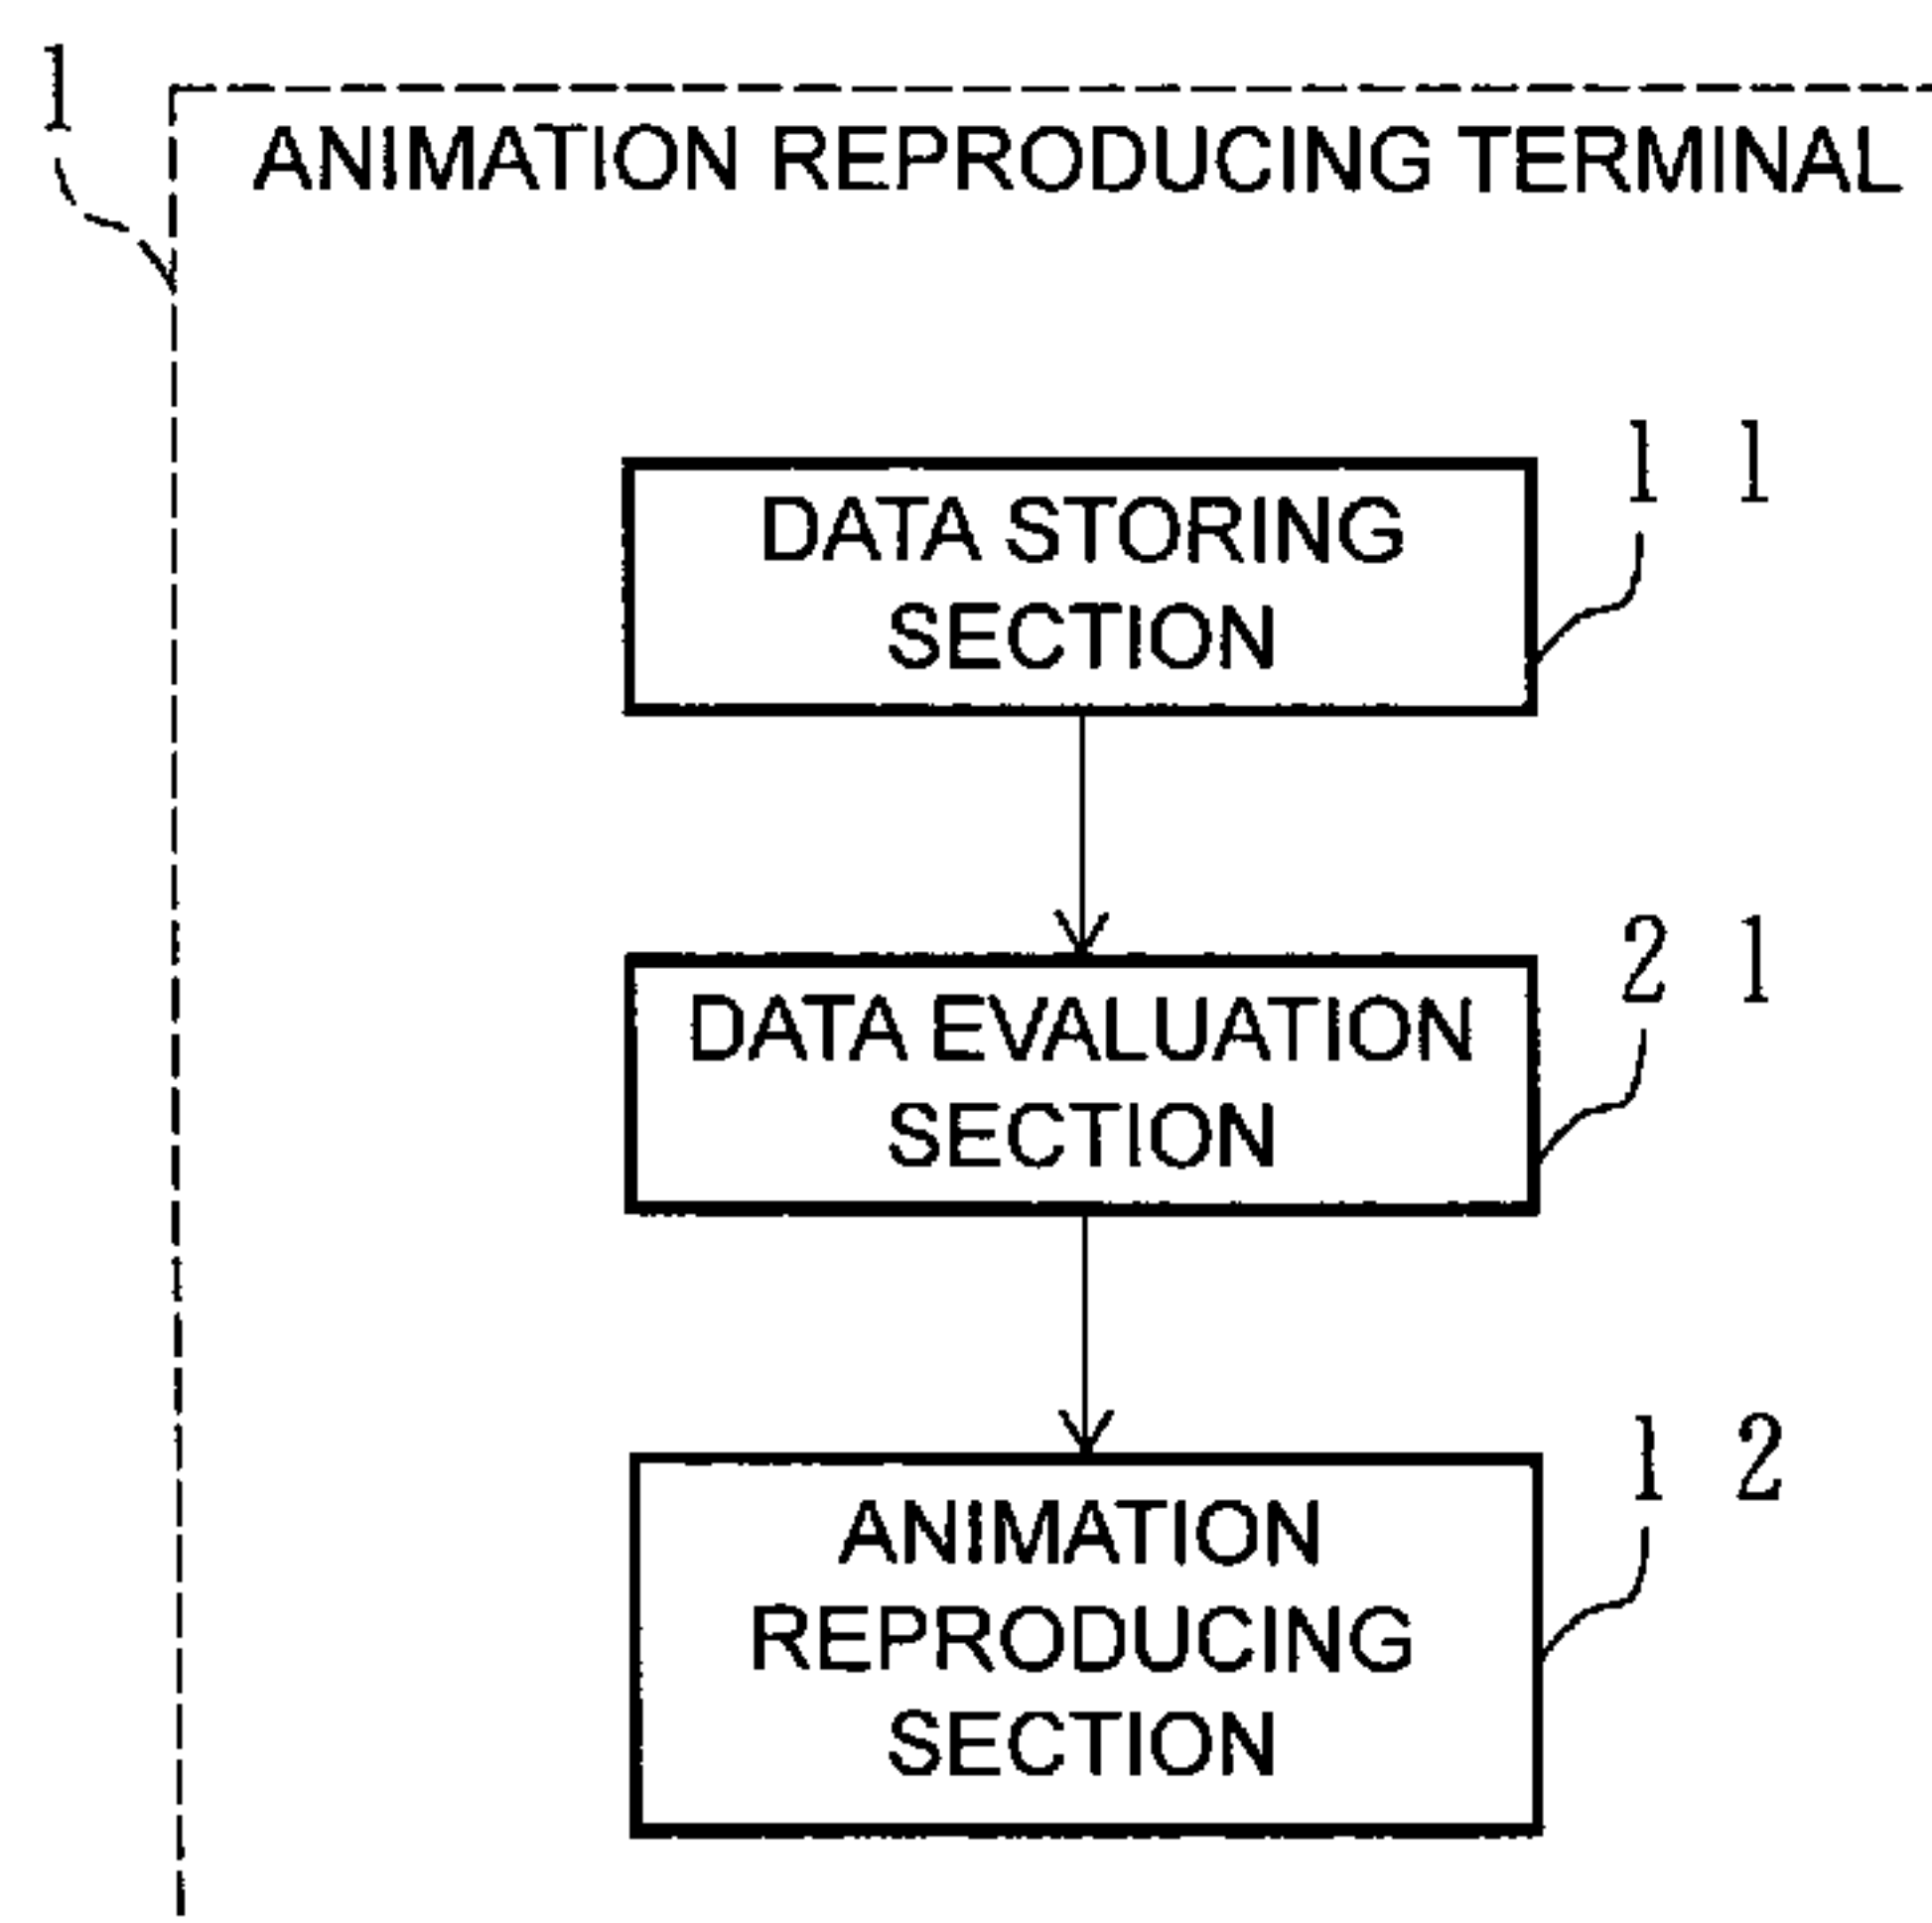 1
ANIMATION REPRODUCING TERMINAL
11
DATA STORING
SECTION
21
DATA EVALUATION
SECTION
12
ANIMATION
REPRODUCING
SECTION